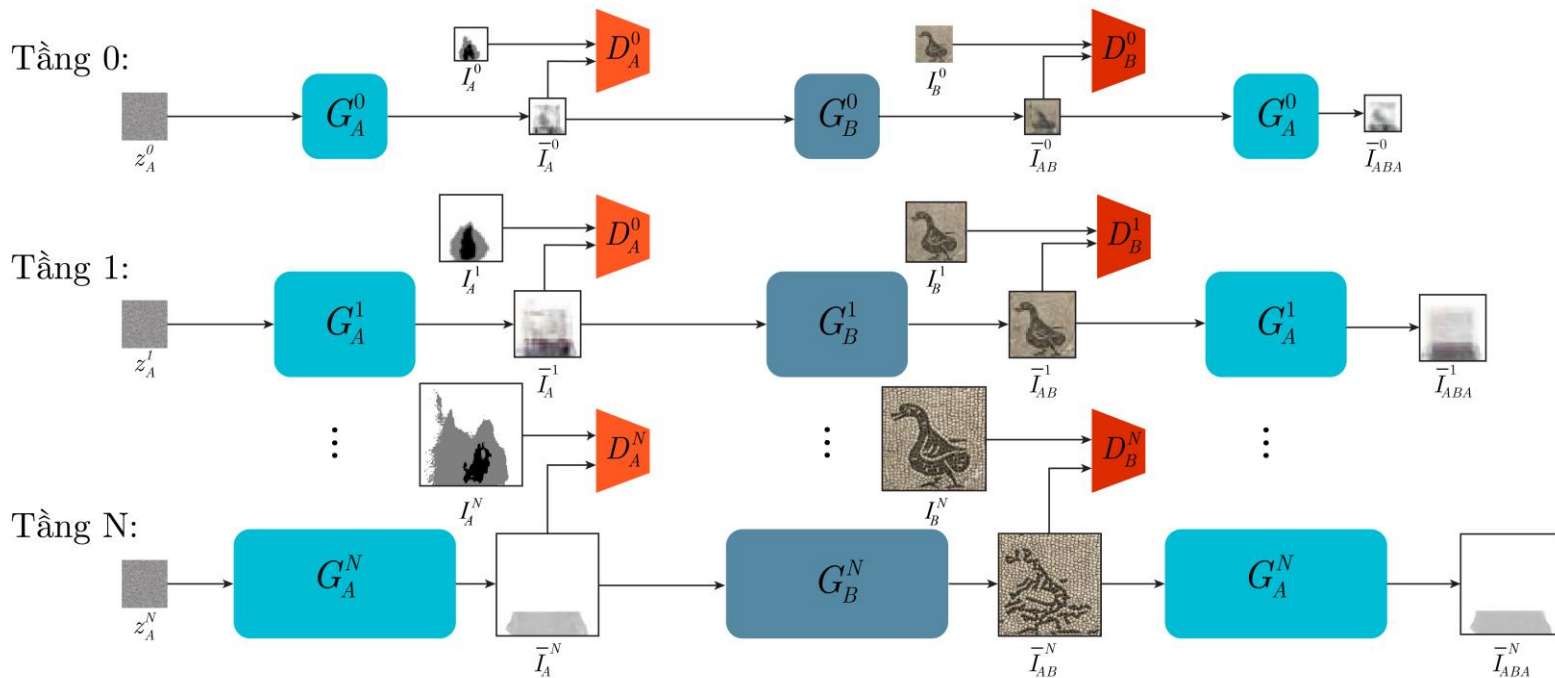 Tầng 0:
I_A^0
D_A^0
I_B^0
D_B^0
z_A^0
G_A^0
Ī_A^0
G_B^0
Ī_AB^0
G_A^0
Ī_ABA^0
Tầng 1:
I_A^1
D_A^0
I_B^1
D_B^1
z_A^1
G_A^1
Ī_A^1
G_B^1
Ī_AB^1
G_A^1
Ī_ABA^1
⋮
⋮
⋮
Tầng N:
I_A^N
D_A^N
I_B^N
D_B^N
z_A^N
G_A^N
Ī_A^N
G_B^N
Ī_AB^N
G_A^N
Ī_ABA^N